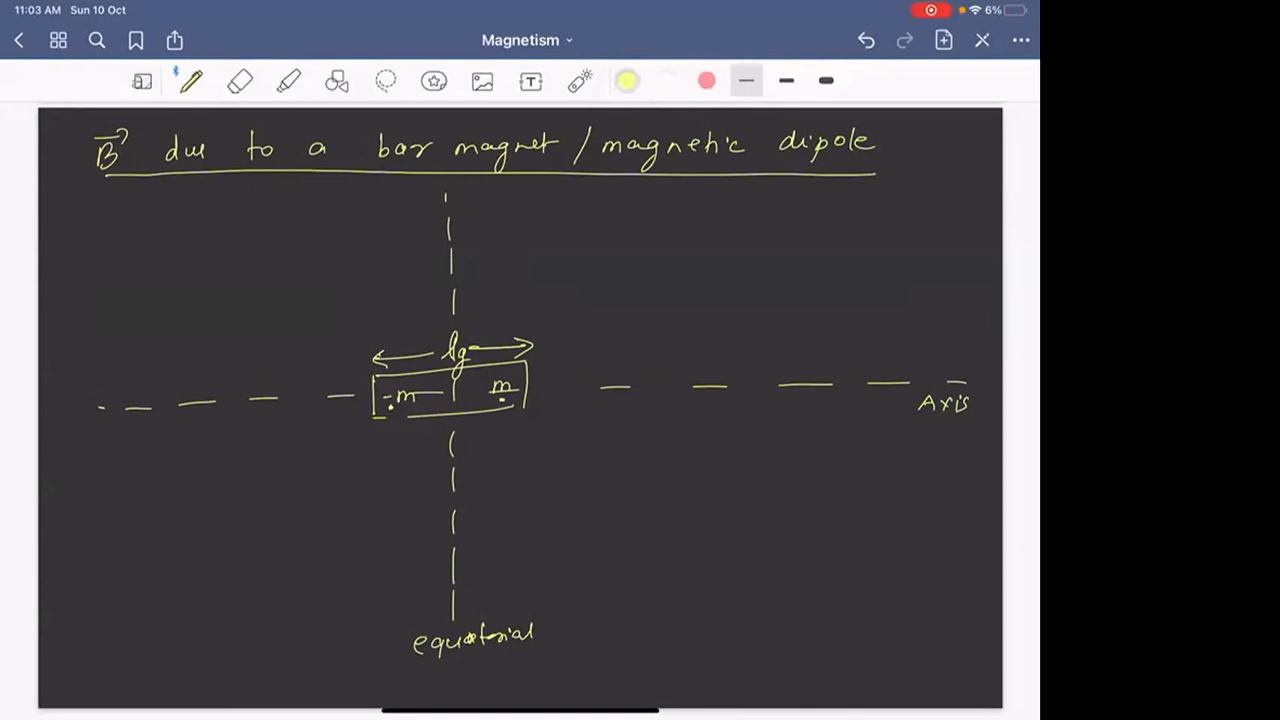 11:03 AM Sun 10 Oct 6%
Magnetism
B due to a bar magnet / magnetic dipole
lg
-m m
Axis
equatorial